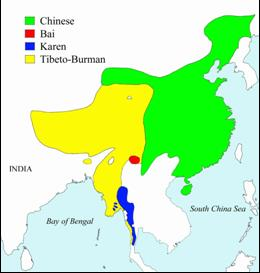 Chinese
Bai
Karen
Tibeto-Burman
INDIA
South China Sea
Bay of Bengal